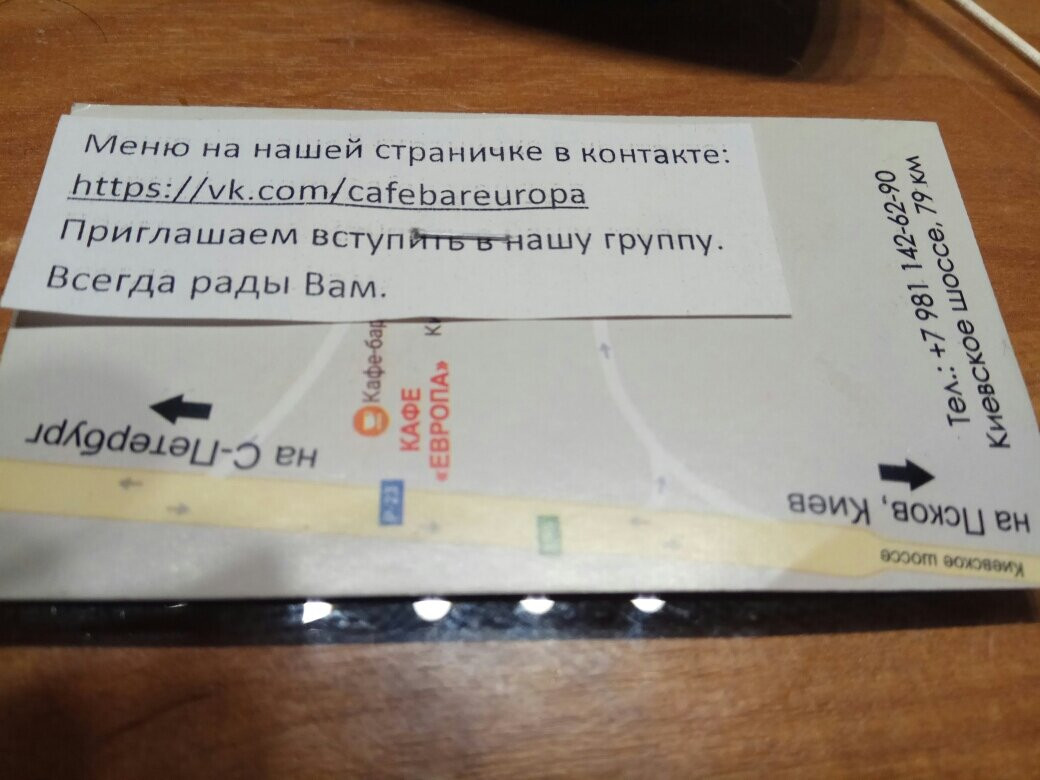 Меню на нашей страничке в контакте:
https://vk.com/cafebareuropa
Приглашаем вступить в нашу группу.
Всегда рады Вам.
Тел.: +7 981 142-62-90
Киевское шоссе, 79 км
Кафе-бар
КАФЕ
«ЕВРОПА»
на С-Петербург
на Псков, Киев
Р-23
Киевское шоссе